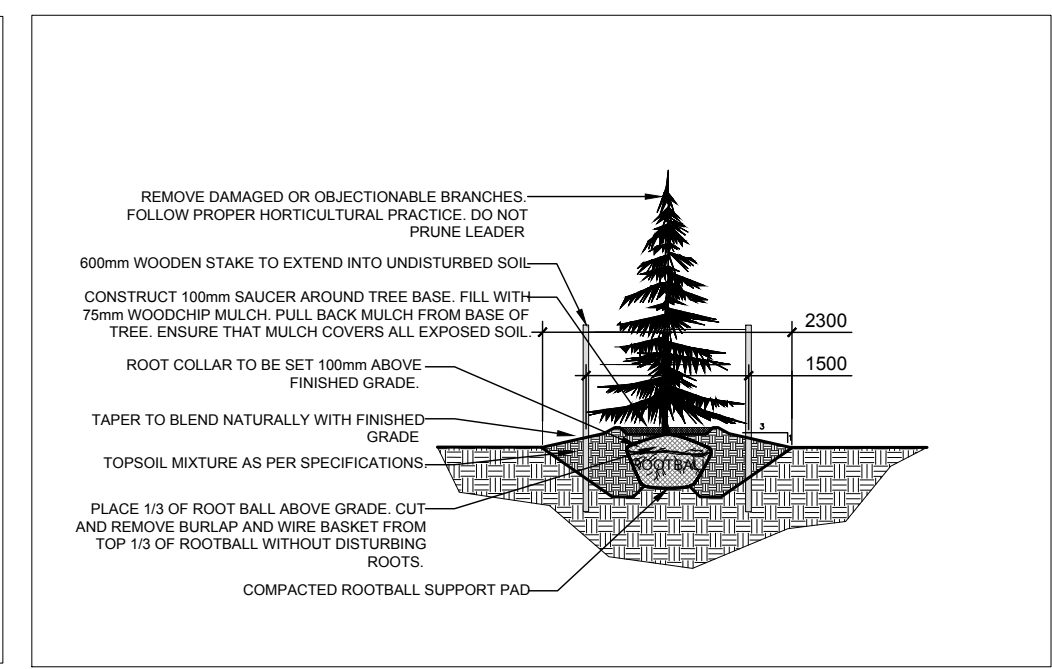 REMOVE DAMAGED OR OBJECTIONABLE BRANCHES.
FOLLOW PROPER HORTICULTURAL PRACTICE. DO NOT
PRUNE LEADER
600mm WOODEN STAKE TO EXTEND INTO UNDISTURBED SOIL
CONSTRUCT 100mm SAUCER AROUND TREE BASE. FILL WITH
75mm WOODCHIP MULCH. PULL BACK MULCH FROM BASE OF
TREE. ENSURE THAT MULCH COVERS ALL EXPOSED SOIL.
2300
ROOT COLLAR TO BE SET 100mm ABOVE
FINISHED GRADE.
1500
TAPER TO BLEND NATURALLY WITH FINISHED
GRADE
3
1
TOPSOIL MIXTURE AS PER SPECIFICATIONS.
ROOTBALL
PLACE 1/3 OF ROOT BALL ABOVE GRADE. CUT
AND REMOVE BURLAP AND WIRE BASKET FROM
TOP 1/3 OF ROOTBALL WITHOUT DISTURBING
ROOTS.
COMPACTED ROOTBALL SUPPORT PAD